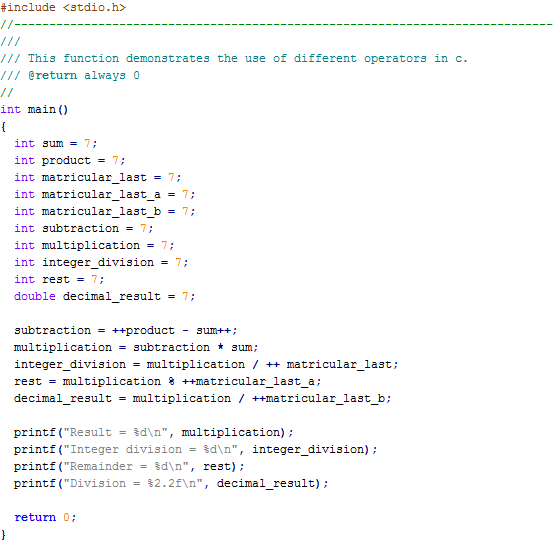 #include <stdio.h>
//-----------------------------------------------------------------------------
///
/// This function demonstrates the use of different operators in c.
/// @return always 0
//
int main()
{
  int sum = 7;
  int product = 7;
  int matricular_last = 7;
  int matricular_last_a = 7;
  int matricular_last_b = 7;
  int subtraction = 7;
  int multiplication = 7;
  int integer_division = 7;
  int rest = 7;
  double decimal_result = 7;

  subtraction = ++product - sum++;
  multiplication = subtraction * sum;
  integer_division = multiplication / ++ matricular_last;
  rest = multiplication % ++matricular_last_a;
  decimal_result = multiplication / ++matricular_last_b;

  printf("Result = %d\n", multiplication);
  printf("Integer division = %d\n", integer_division);
  printf("Remainder = %d\n", rest);
  printf("Division = %2.2f\n", decimal_result);

  return 0;
}